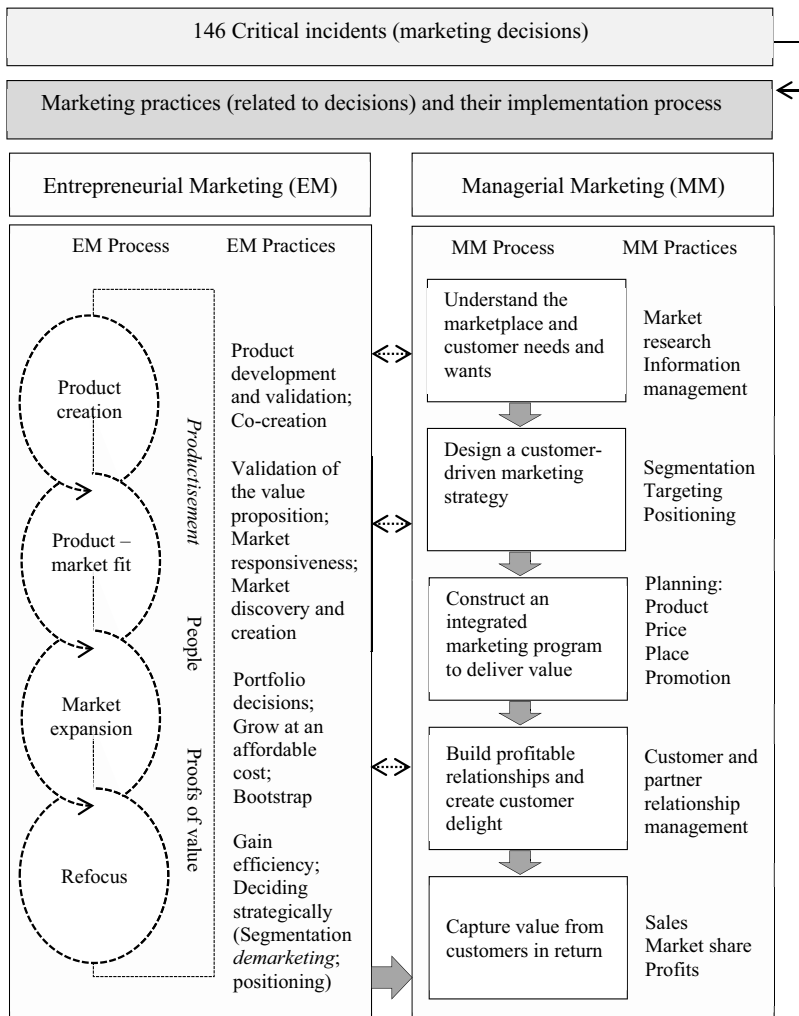 146 Critical incidents (marketing decisions)
Marketing practices (related to decisions) and their implementation process
Entrepreneurial Marketing (EM)
EM Process
EM Practices
Product
creation
Product –
market fit
Market
expansion
Refocus
Productisement
People
Proofs of value
Product
development
and validation;
Co-creation
Validation of
the value
proposition;
Market
responsiveness;
Market
discovery and
creation
Portfolio
decisions;
Grow at an
affordable
cost;
Bootstrap
Gain
efficiency;
Deciding
strategically
(Segmentation
demarketing;
positioning)
Managerial Marketing (MM)
MM Process
MM Practices
Understand the
marketplace and
customer needs and
wants
Market
research
Information
management
Design a customer-
driven marketing
strategy
Segmentation
Targeting
Positioning
Construct an
integrated
marketing program
to deliver value
Planning:
Product
Price
Place
Promotion
Build profitable
relationships and
create customer
delight
Customer and
partner
relationship
management
Capture value from
customers in return
Sales
Market share
Profits